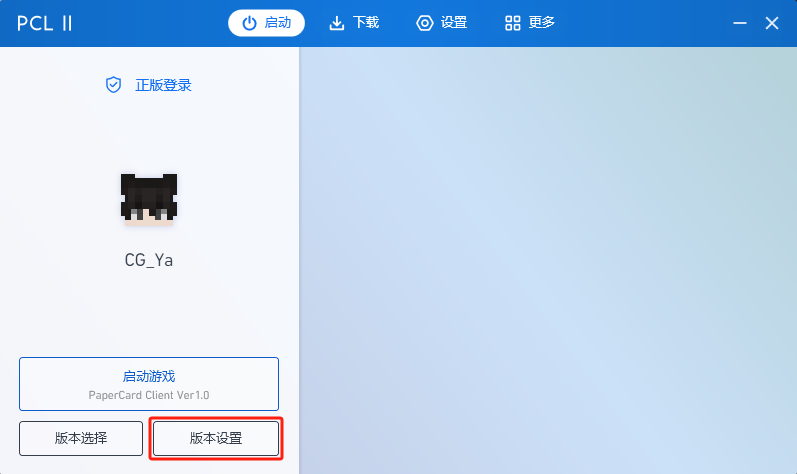 PCL II
启动
下载
设置
更多
正版登录
CG_Ya
启动游戏
PaperCard Client Ver1.0
版本选择
版本设置